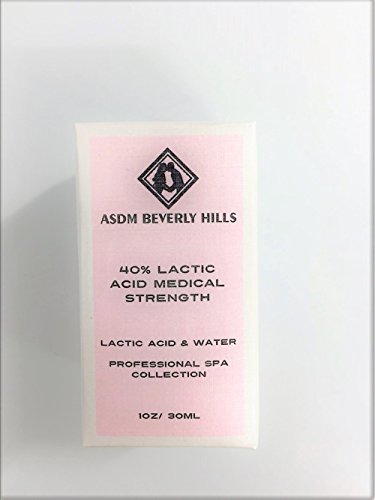 ASDM BEVERLY HILLS
40% LACTIC
ACID MEDICAL
STRENGTH
LACTIC ACID & WATER
PROFESSIONAL SPA
COLLECTION
1OZ/ 30ML